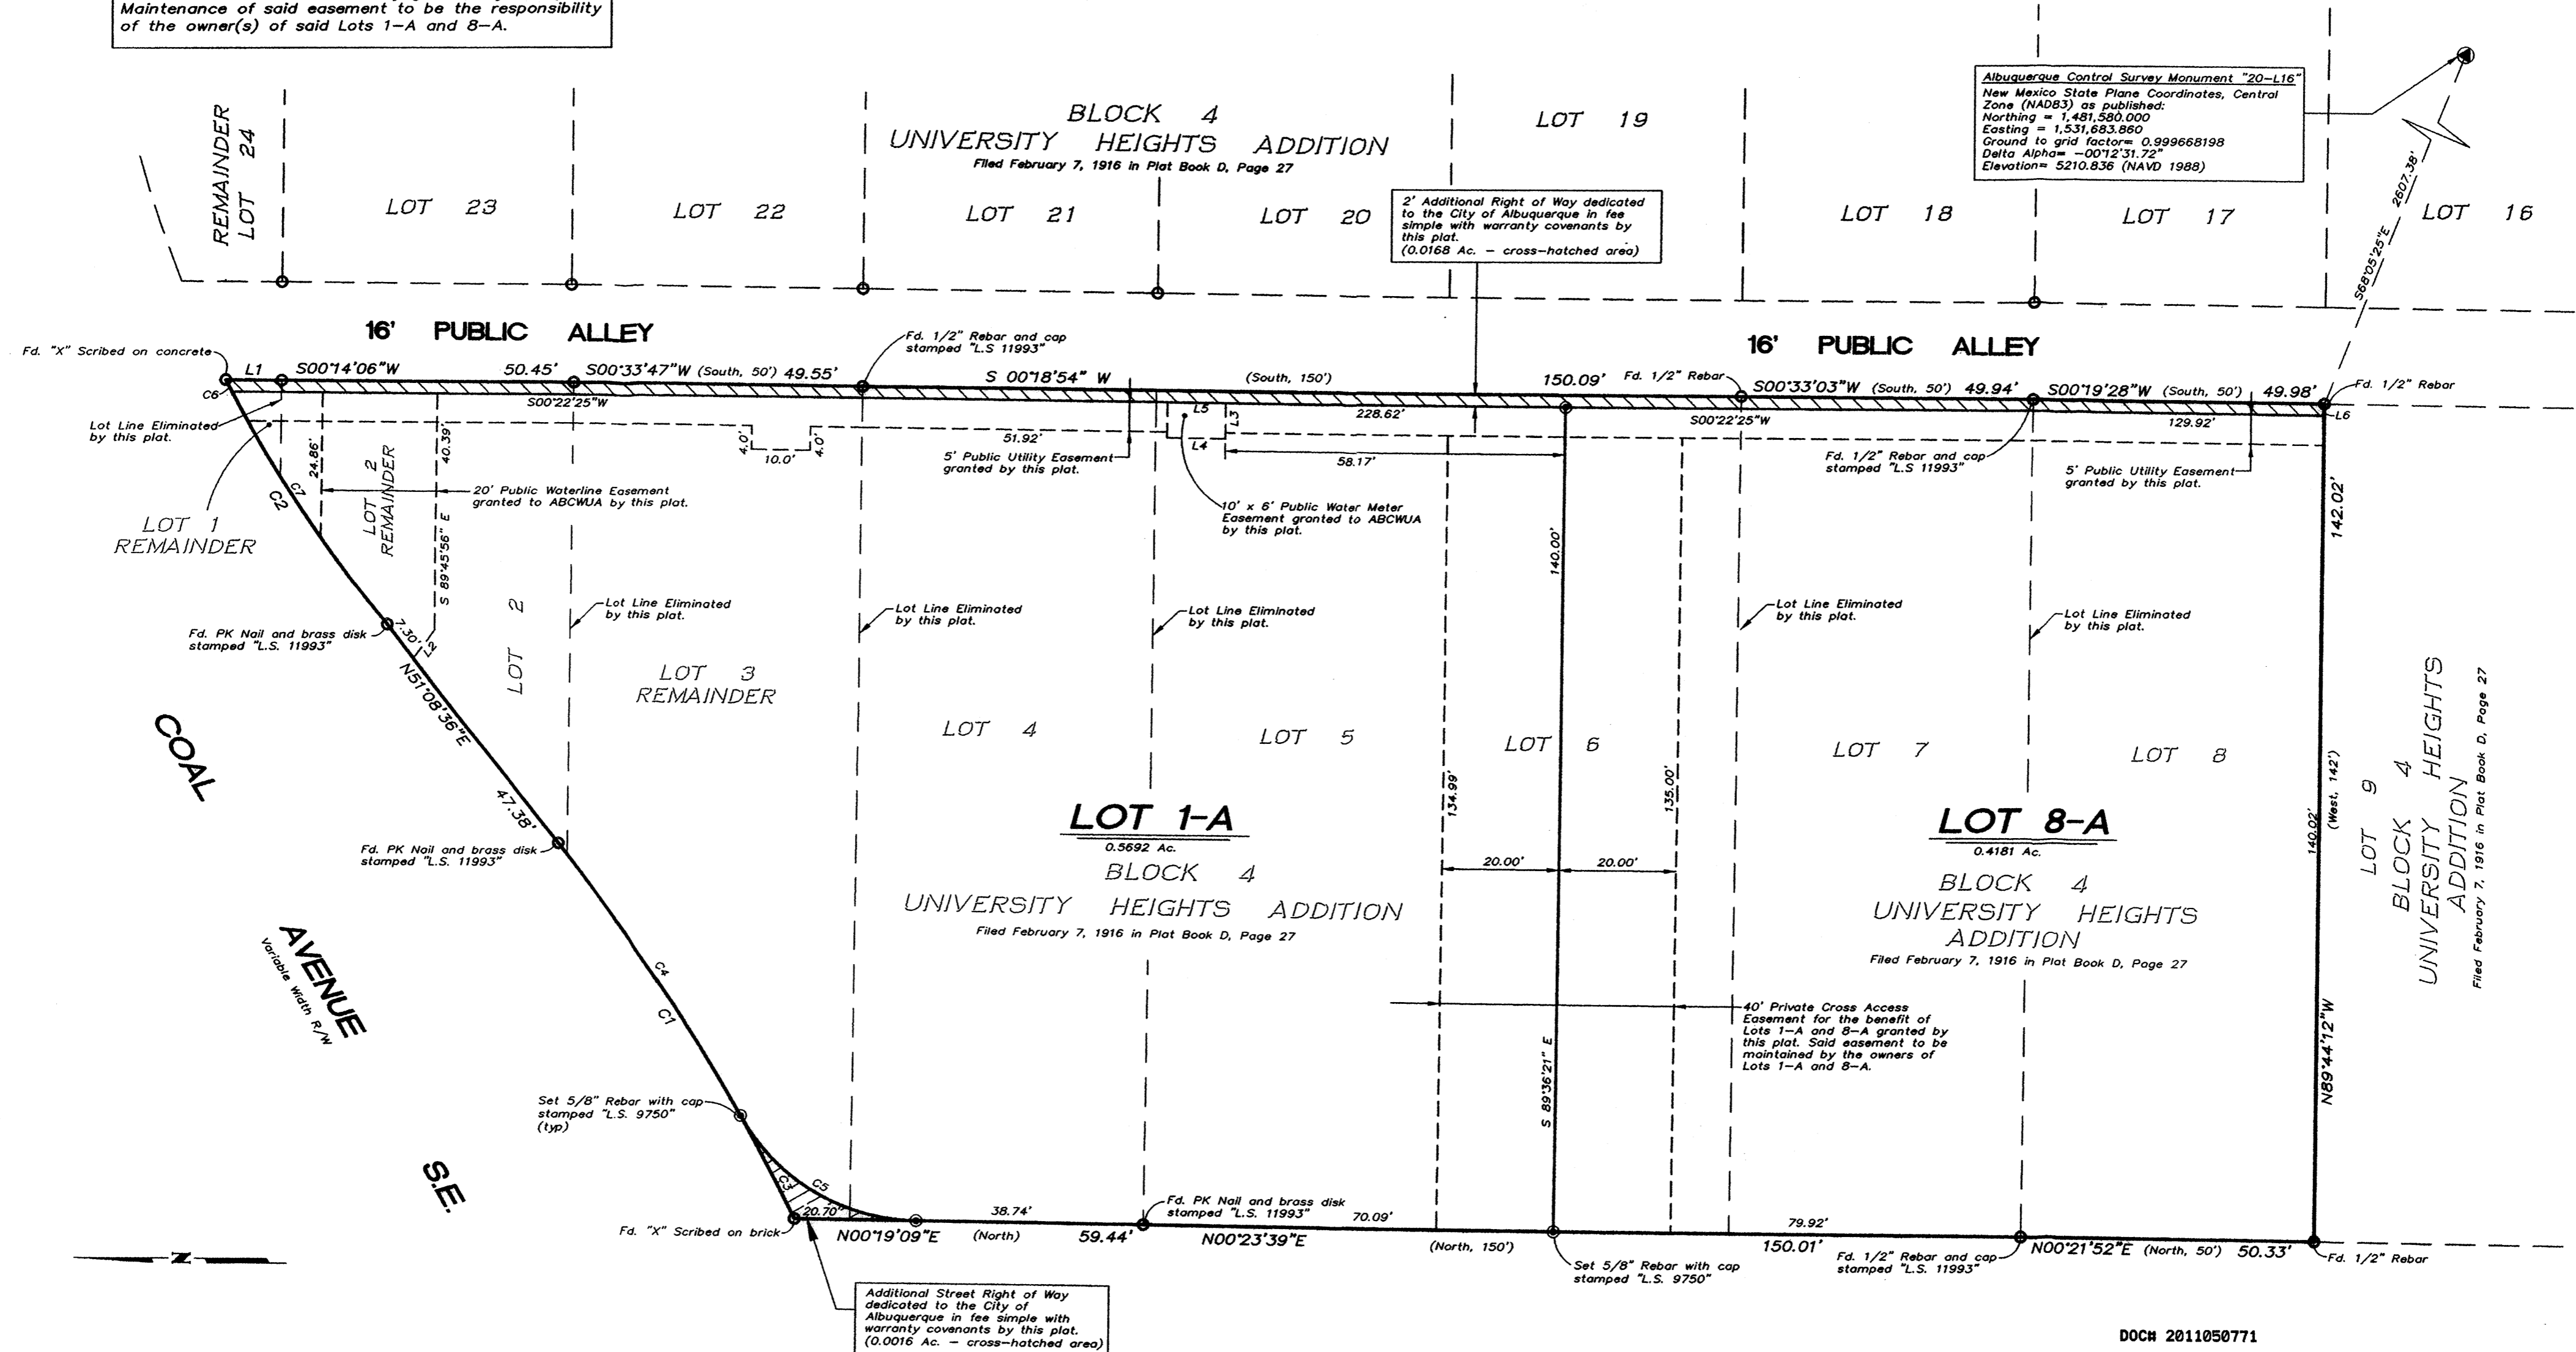 Maintenance of said easement to be the responsibility
of the owner(s) of said Lots 1-A and 8-A.
Albuquerque Control Survey Monument "20-L16"
New Mexico State Plane Coordinates, Central
Zone (NAD83) as published:
Northing = 1,481,580.000
Easting = 1,531,683.860
Ground to grid factor= 0.999668198
Delta Alpha= -00°12'31.72"
Elevation= 5210.836 (NAVD 1988)
S68°05'25"E 2607.38'
REMAINDER
LOT 24
BLOCK 4
UNIVERSITY HEIGHTS ADDITION
Filed February 7, 1916 in Plat Book D, Page 27
LOT 19
LOT 23
LOT 22
LOT 21
LOT 20
LOT 18
LOT 17
LOT 16
2' Additional Right of Way dedicated
to the City of Albuquerque in fee
simple with warranty covenants by
this plat.
(0.0168 Ac. - cross-hatched area)
16' PUBLIC ALLEY
16' PUBLIC ALLEY
Fd. "X" Scribed on concrete
Fd. 1/2" Rebar and cap
stamped "L.S 11993"
L1
S00°14'06"W
50.45'
S00°33'47"W (South, 50') 49.55'
S 00°18'54" W
(South, 150')
150.09'
Fd. 1/2" Rebar
S00°33'03"W (South, 50') 49.94'
S00°19'28"W (South, 50') 49.98'
Fd. 1/2" Rebar
C6
S00°22'25"W
L5
L3
L4
228.62'
S00°22'25"W
129.92'
L6
Lot Line Eliminated
by this plat.
24.86'
40.39'
4.0'
10.0'
4.0'
51.92'
5' Public Utility Easement
granted by this plat.
58.17'
Fd. 1/2" Rebar and cap
stamped "L.S 11993"
5' Public Utility Easement
granted by this plat.
C7
C2
LOT 2
REMAINDER
20' Public Waterline Easement
granted to ABCWUA by this plat.
10' x 6' Public Water Meter
Easement granted to ABCWUA
by this plat.
LOT 1
REMAINDER
S 89°45'56" E
140.00'
142.02'
Lot Line Eliminated
by this plat.
Lot Line Eliminated
by this plat.
Lot Line Eliminated
by this plat.
Lot Line Eliminated
by this plat.
Lot Line Eliminated
by this plat.
Fd. PK Nail and brass disk
stamped "L.S. 11993"
7.30'
L2
N51°08'36"E
47.38'
LOT 2
LOT 3
REMAINDER
LOT 4
LOT 5
LOT 6
LOT 7
LOT 8
COAL
AVENUE
Variable Width R/W
S.E.
Fd. PK Nail and brass disk
stamped "L.S. 11993"
134.99'
135.00'
LOT 1-A
0.5692 Ac.
BLOCK 4
UNIVERSITY HEIGHTS ADDITION
Filed February 7, 1916 in Plat Book D, Page 27
20.00'
20.00'
LOT 8-A
0.4181 Ac.
BLOCK 4
UNIVERSITY HEIGHTS
ADDITION
Filed February 7, 1916 in Plat Book D, Page 27
140.02'
(West, 142')
LOT 9
BLOCK 4
UNIVERSITY HEIGHTS
ADDITION
Filed February 7, 1916 in Plat Book D, Page 27
C4
C1
40' Private Cross Access
Easement for the benefit of
Lots 1-A and 8-A granted by
this plat. Said easement to be
maintained by the owners of
Lots 1-A and 8-A.
S 89°36'21" E
N89°44'12"W
Set 5/8" Rebar with cap
stamped "L.S. 9750"
(typ)
C3
C5
20.70'
Fd. "X" Scribed on brick
N00°19'09"E
38.74'
(North)
59.44'
Fd. PK Nail and brass disk
stamped "L.S. 11993"
N00°23'39"E
70.09'
(North, 150')
Set 5/8" Rebar with cap
stamped "L.S. 9750"
79.92'
150.01'
Fd. 1/2" Rebar and cap
stamped "L.S. 11993"
N00°21'52"E (North, 50') 50.33'
Fd. 1/2" Rebar
N
Additional Street Right of Way
dedicated to the City of
Albuquerque in fee simple with
warranty covenants by this plat.
(0.0016 Ac. - cross-hatched area)
DOC# 2011050771